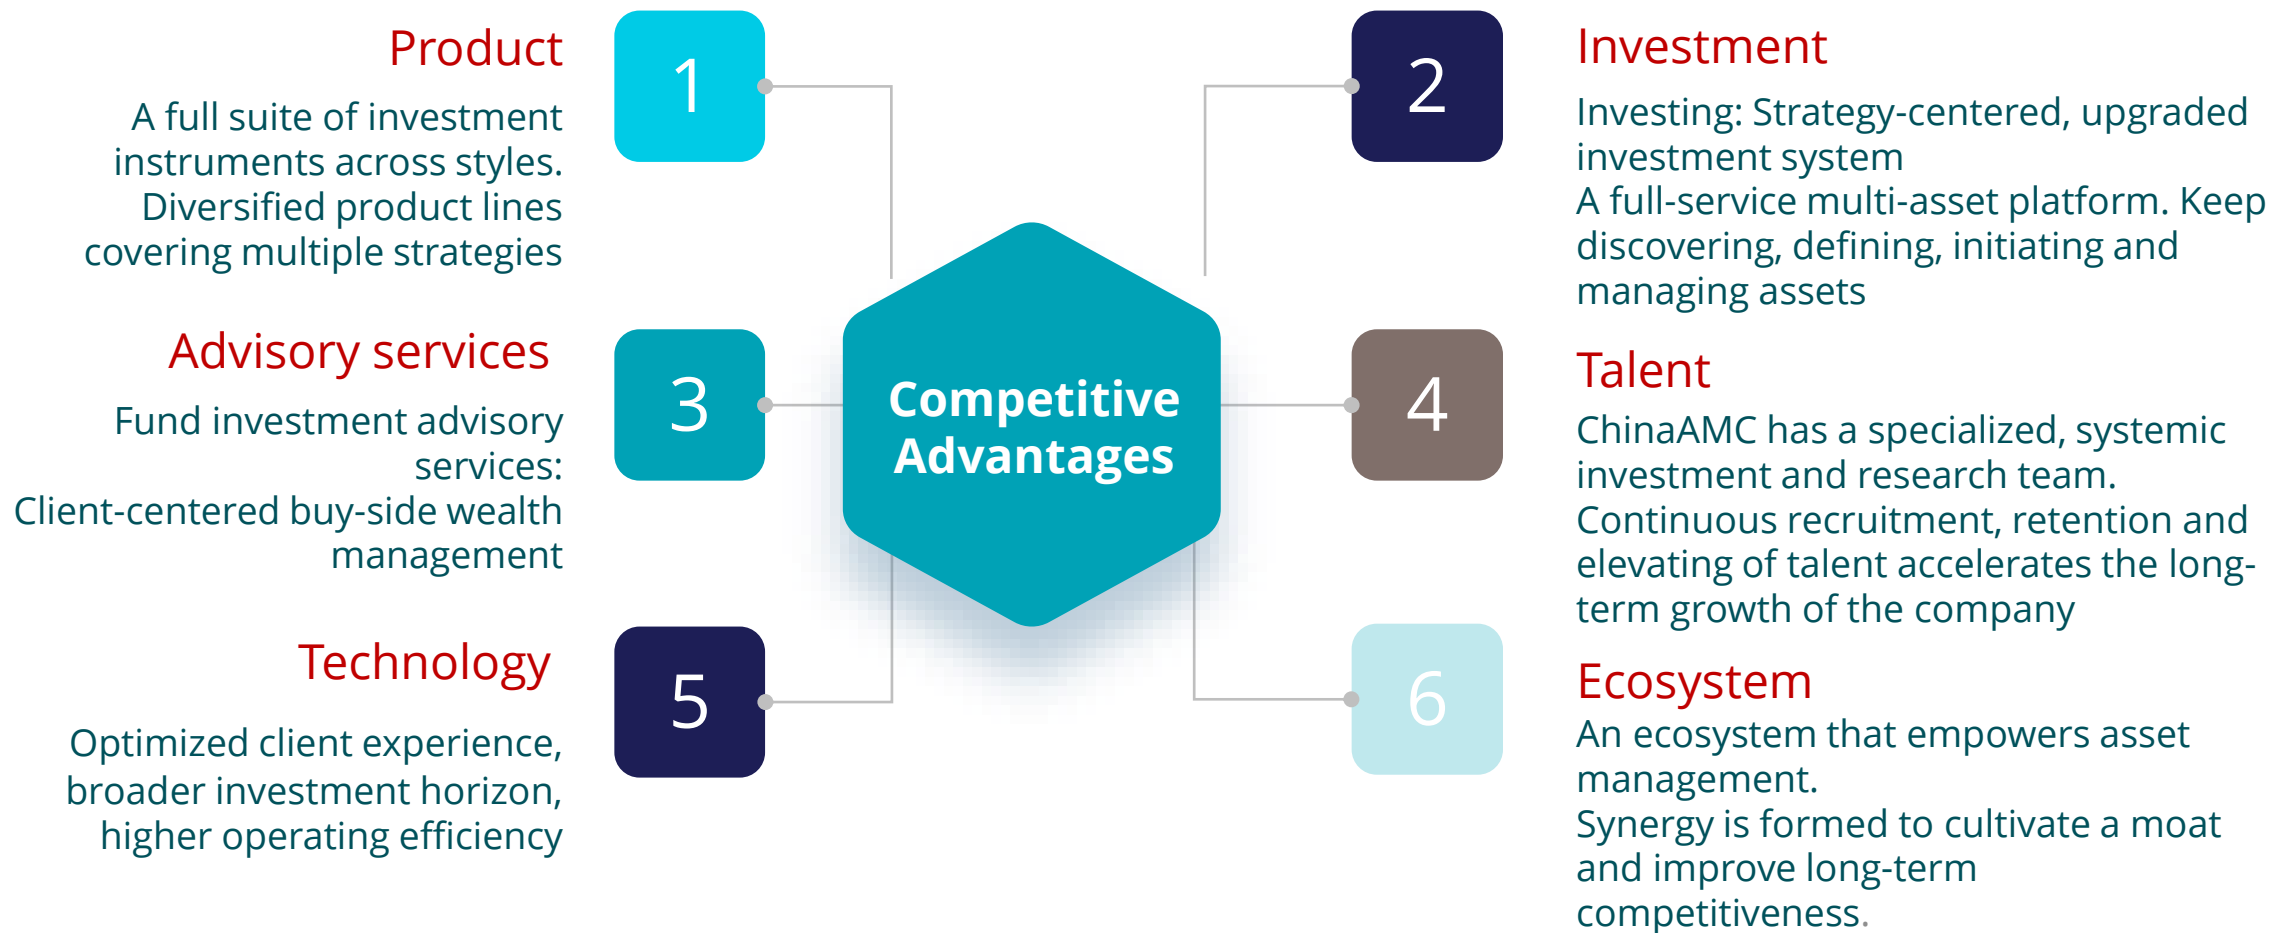 Product
A full suite of investment
instruments across styles.
Diversified product lines
covering multiple strategies
1
2
Investment
Investing: Strategy-centered, upgraded
investment system
A full-service multi-asset platform. Keep
discovering, defining, initiating and
managing assets
Advisory services
Fund investment advisory
services:
Client-centered buy-side wealth
management
3
Competitive
Advantages
4
Talent
ChinaAMC has a specialized, systemic
investment and research team.
Continuous recruitment, retention and
elevating of talent accelerates the long-
term growth of the company
Technology
Optimized client experience,
broader investment horizon,
higher operating efficiency
5
6
Ecosystem
An ecosystem that empowers asset
management.
Synergy is formed to cultivate a moat
and improve long-term
competitiveness.